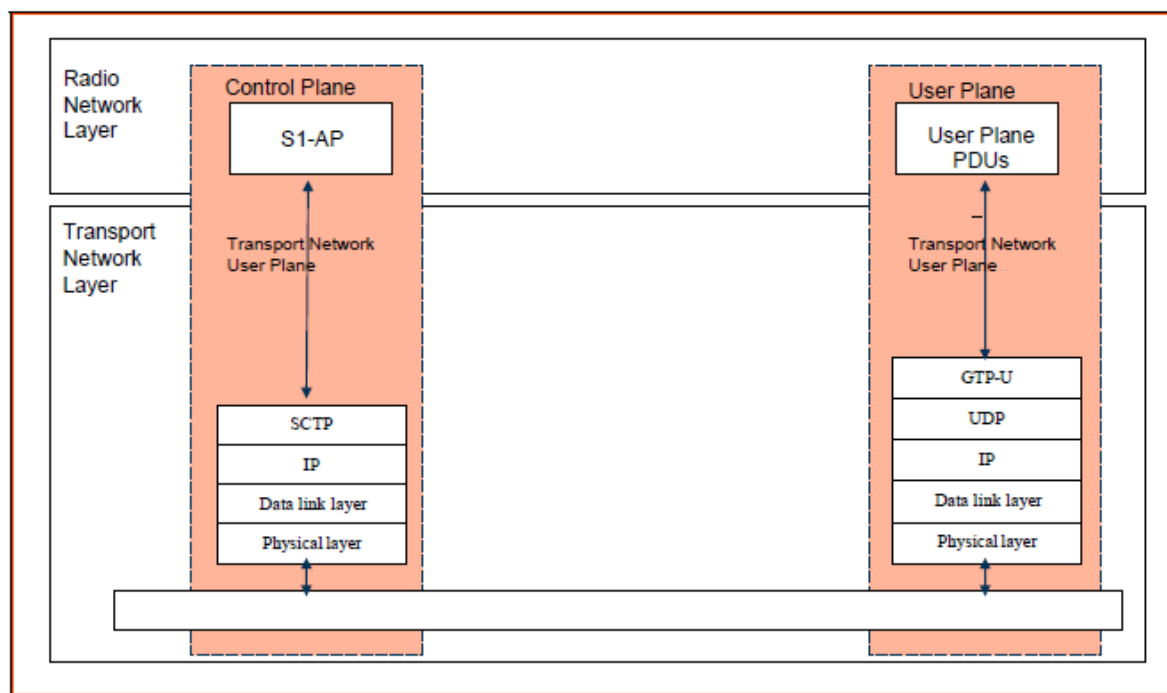 Radio
Network
Layer
Control Plane
S1-AP
User Plane
User Plane
PDUs
Transport
Network
Layer
Transport Network
User Plane
SCTP
IP
Data link layer
Physical layer
Transport Network
User Plane
GTP-U
UDP
IP
Data link layer
Physical layer